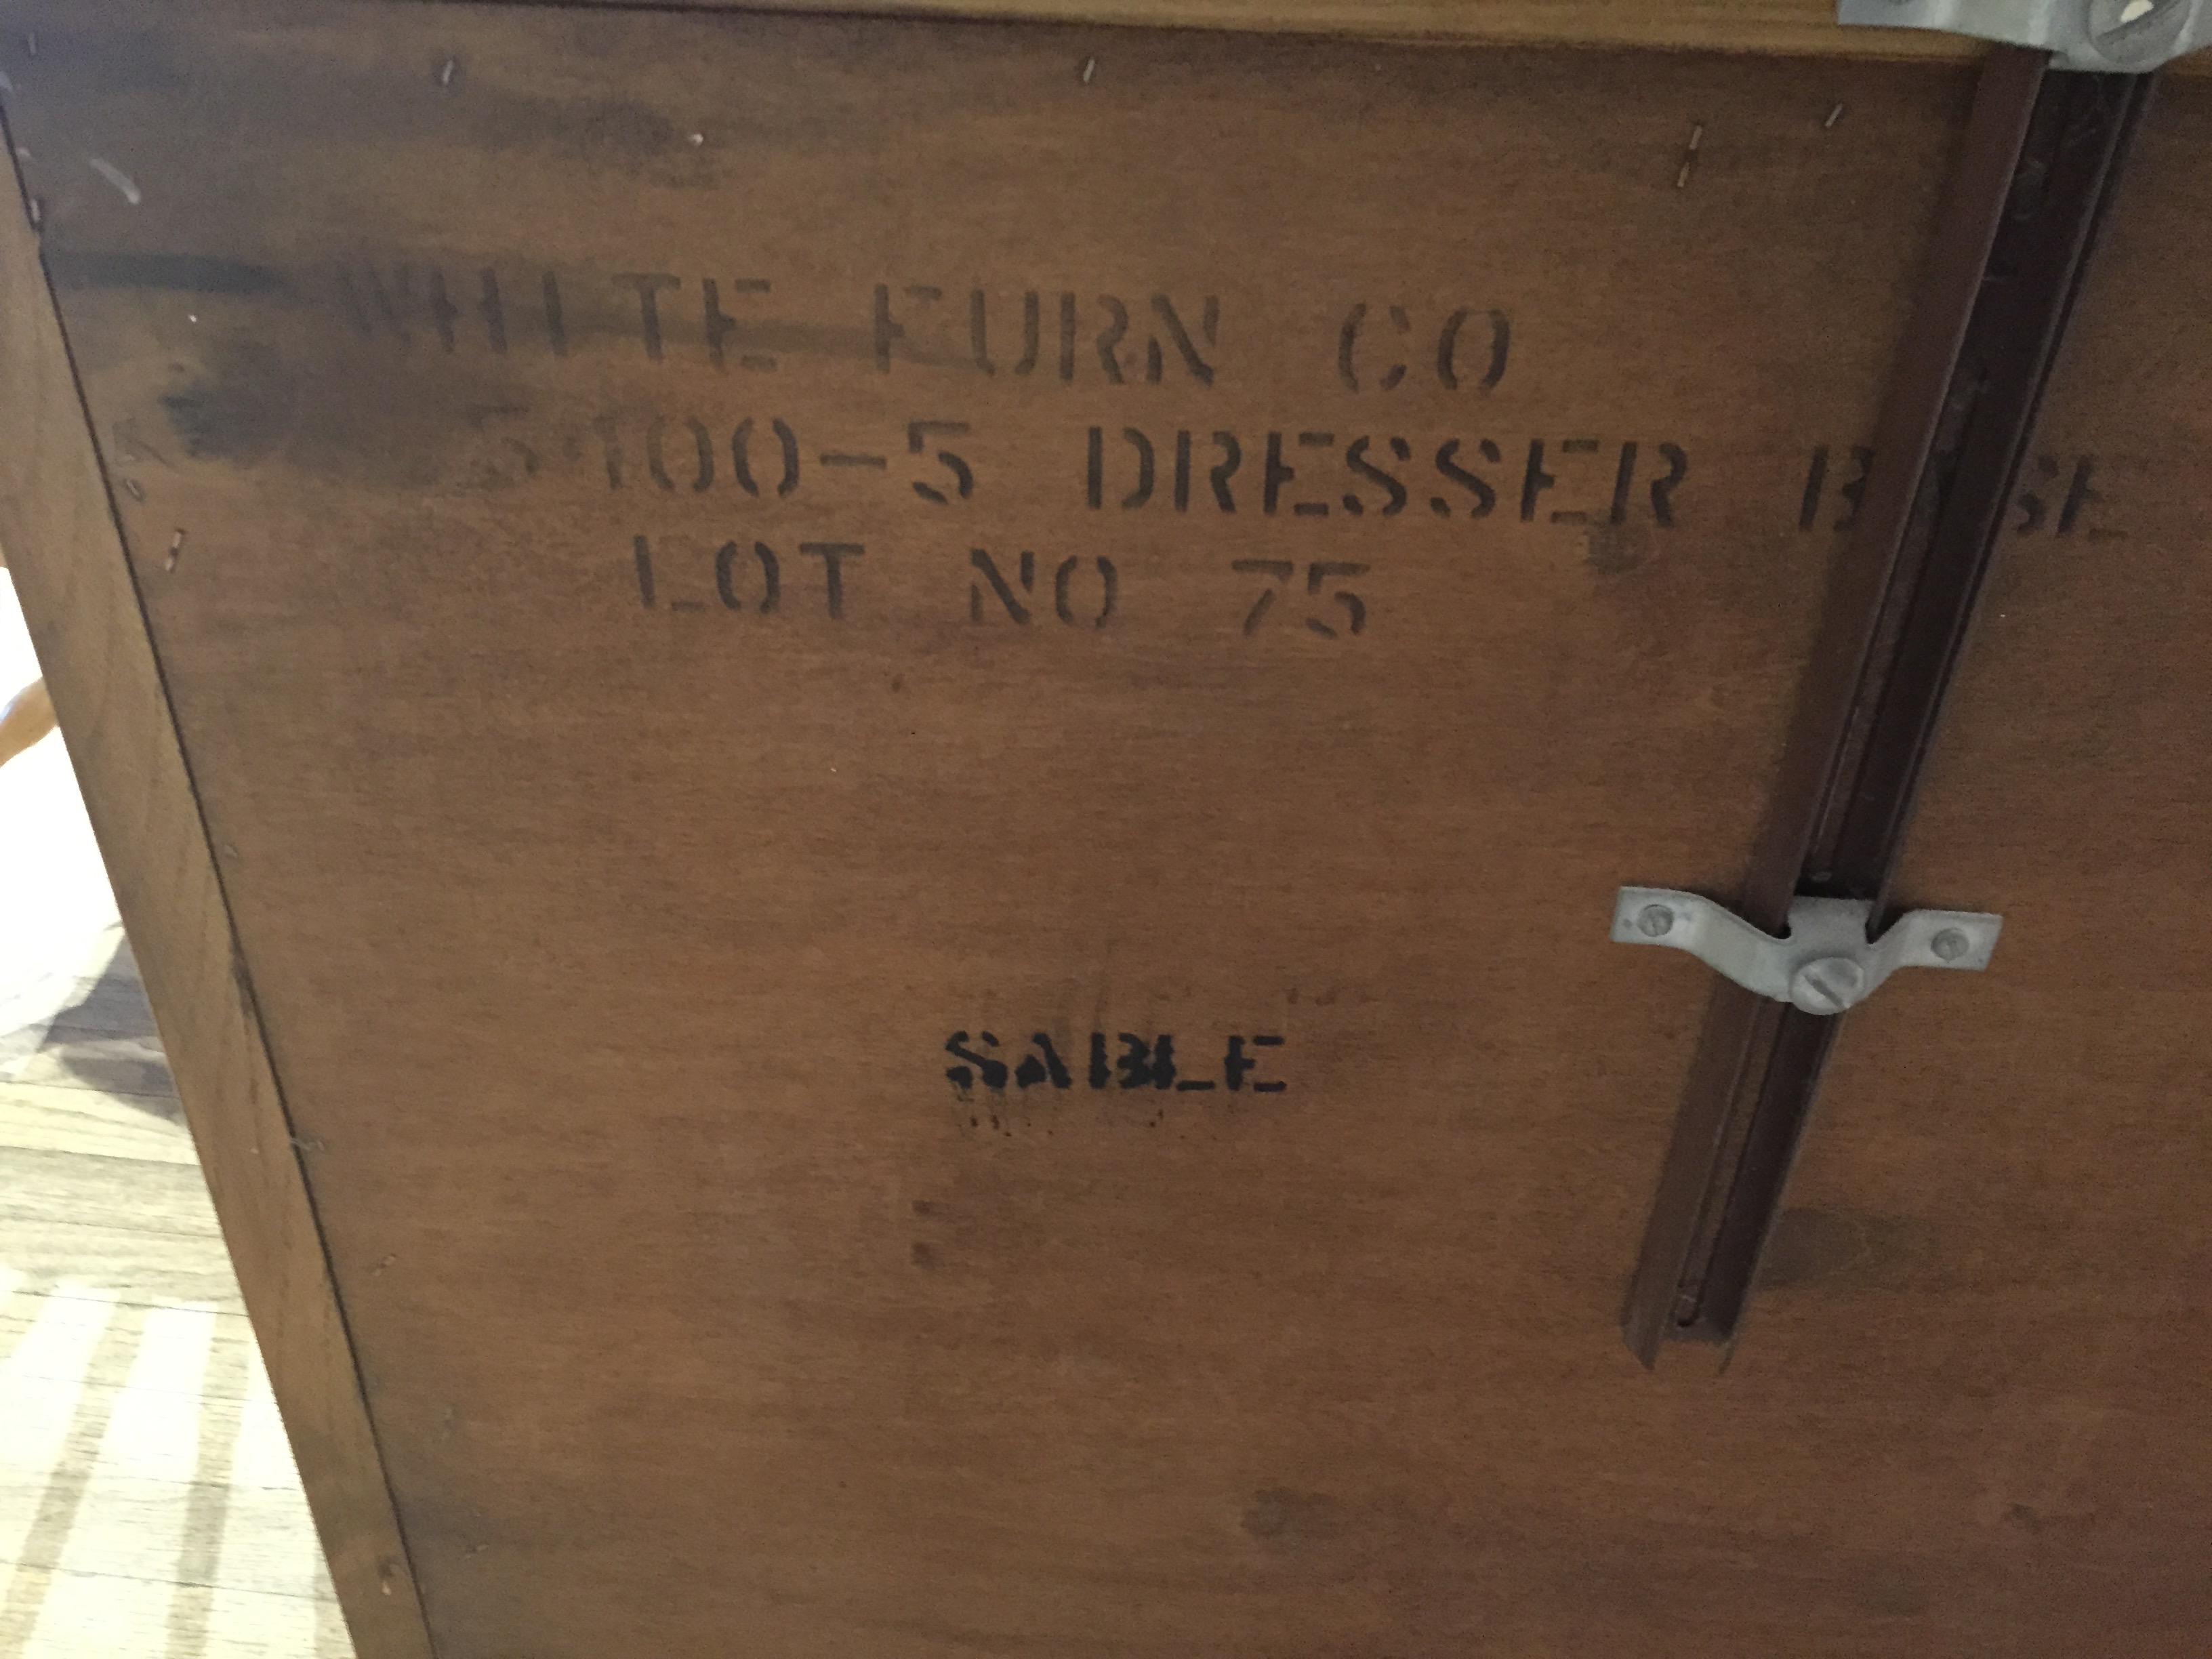 WHITE FURN CO
5100-5 DRESSER
LOT NO 75
SABLE